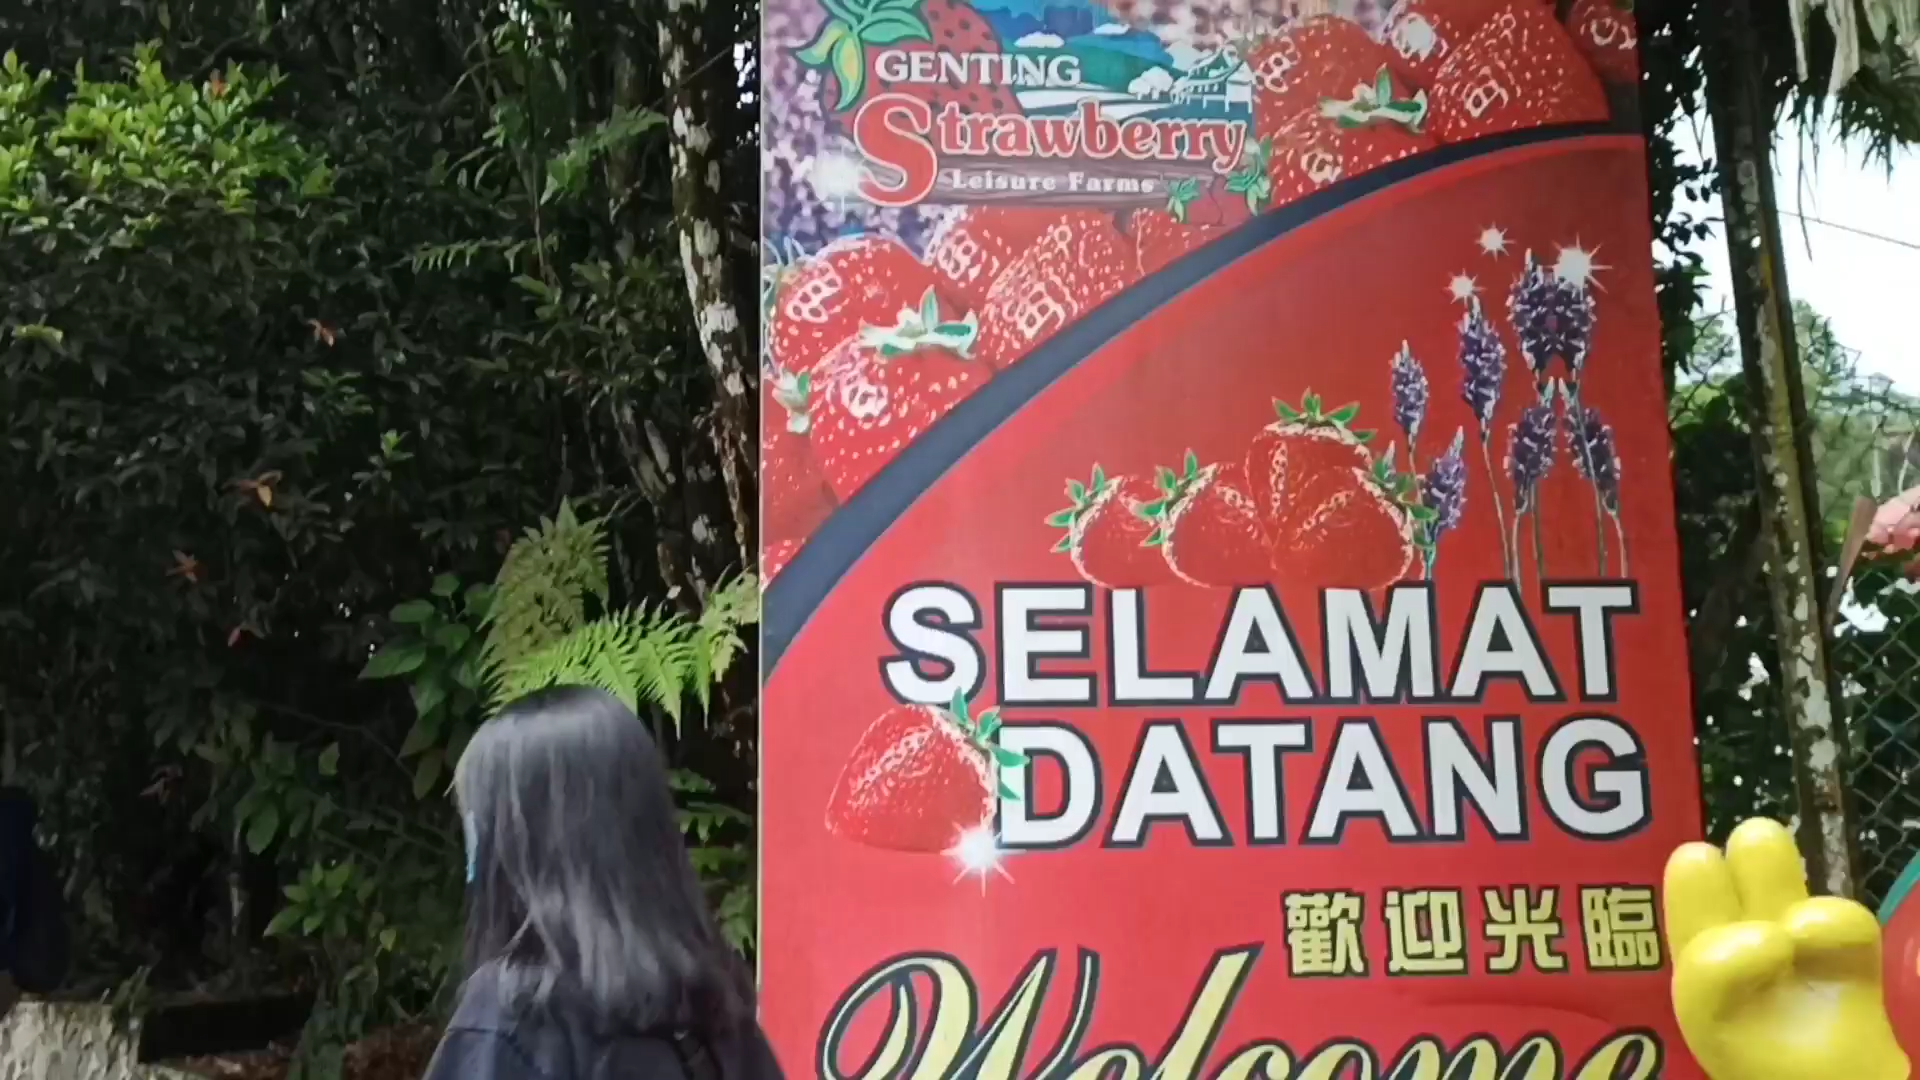 GENTING
Strawberry
Leisure Farms
SELAMAT
DATANG
歡迎光臨
Welcome